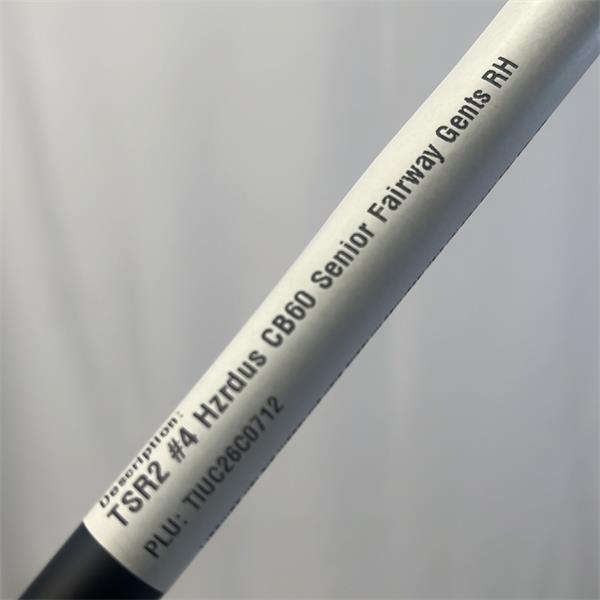 Description:
TSR2 #4 Hzrdus CB60 Senior Fairway Gents RH
PLU: TIUC26C0712